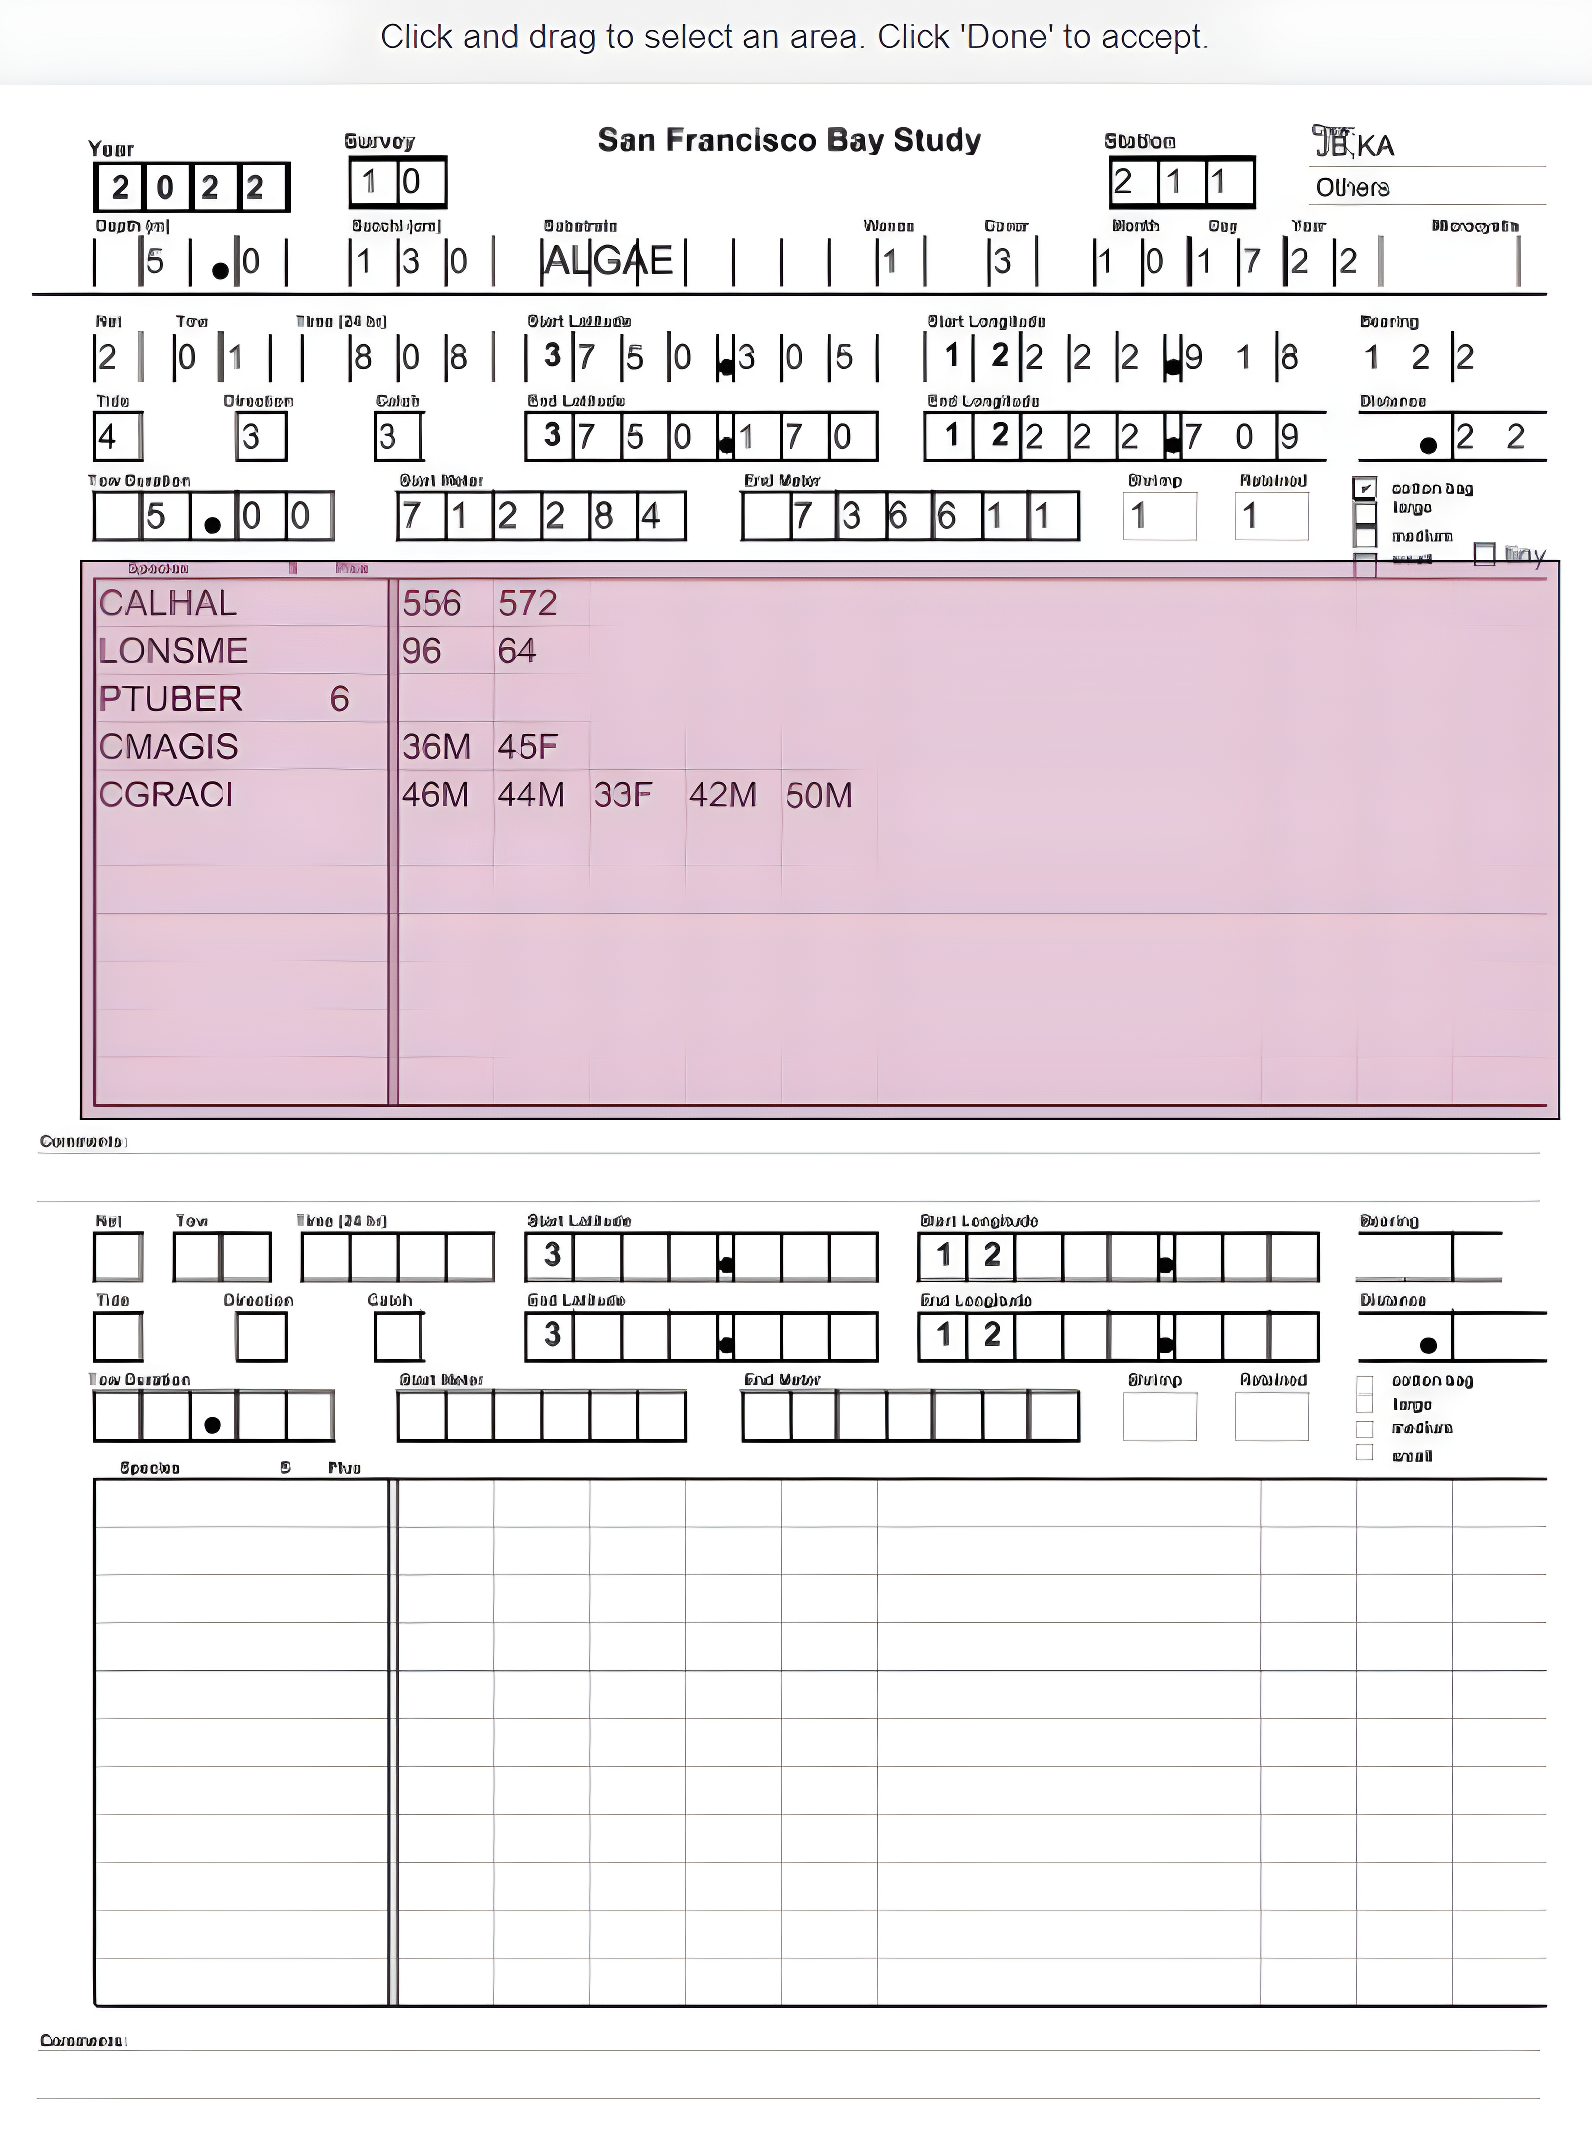 Click and drag to select an area. Click 'Done' to accept.
San Francisco Bay Study
Year Survey Station JB, KA
2 0 2 2 1 0 2 1 1 Others
Depth (m) Secchi (cm) Substrate Waves Month Day Year
5 . 0 1 3 0 ALGAE 1 3 1 0 1 7 2 2
Net Tow Time (24 hr) Start Latitude Start Longitude Bearing
2 0 1 8 0 8 3 7 5 0 . 3 0 5 1 2 2 2 2 . 9 1 8 1 2 2
Tide Direction Catch End Latitude End Longitude Distance
4 3 3 3 7 5 0 . 1 7 0 1 2 2 2 2 . 7 0 9 . 2 2
Tow Duration Start Meter End Meter Shrimp Retained cotton bag
5 . 0 0 7 1 2 2 8 4 7 3 6 6 1 1 1 1 large
medium
small tiny
Species Plus
CALHAL 556 572
LONSME 96 64
PTUBER 6
CMAGIS 36M 45F
CGRACI 46M 44M 33F 42M 50M
Comments:
Net Tow Time (24 hr) Start Latitude Start Longitude Bearing
3 . 1 2 .
Tide Direction Catch End Latitude End Longitude Distance
3 . 1 2 . .
Tow Duration Start Meter End Meter Shrimp Retained cotton bag
. large
medium
small
Species Plus
Comments: